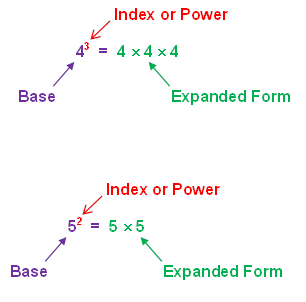 Index or Power
4³ = 4 × 4 × 4
Base
Expanded Form
Index or Power
5² = 5 × 5
Base
Expanded Form